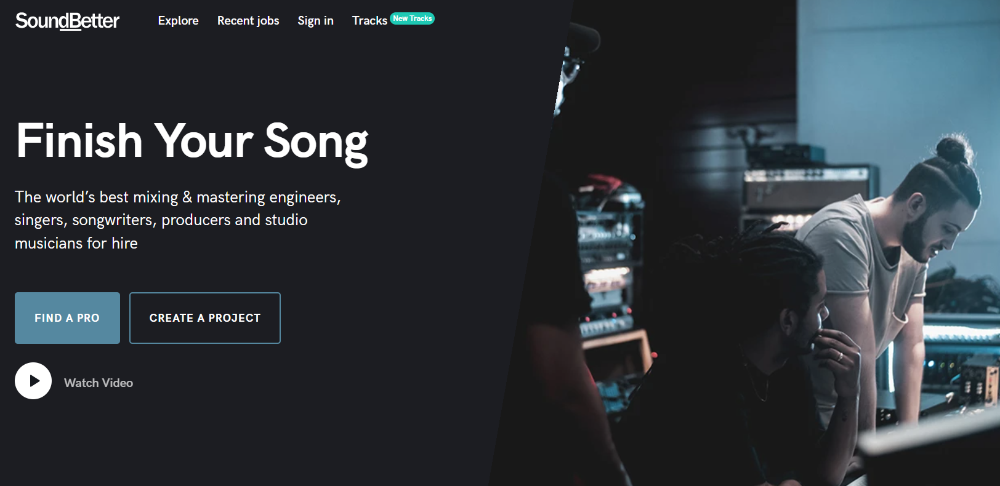 SoundBetter
Explore
Recent jobs
Sign in
Tracks
New Tracks
Finish Your Song
The world’s best mixing & mastering engineers,
singers, songwriters, producers and studio
musicians for hire
FIND A PRO
CREATE A PROJECT
Watch Video